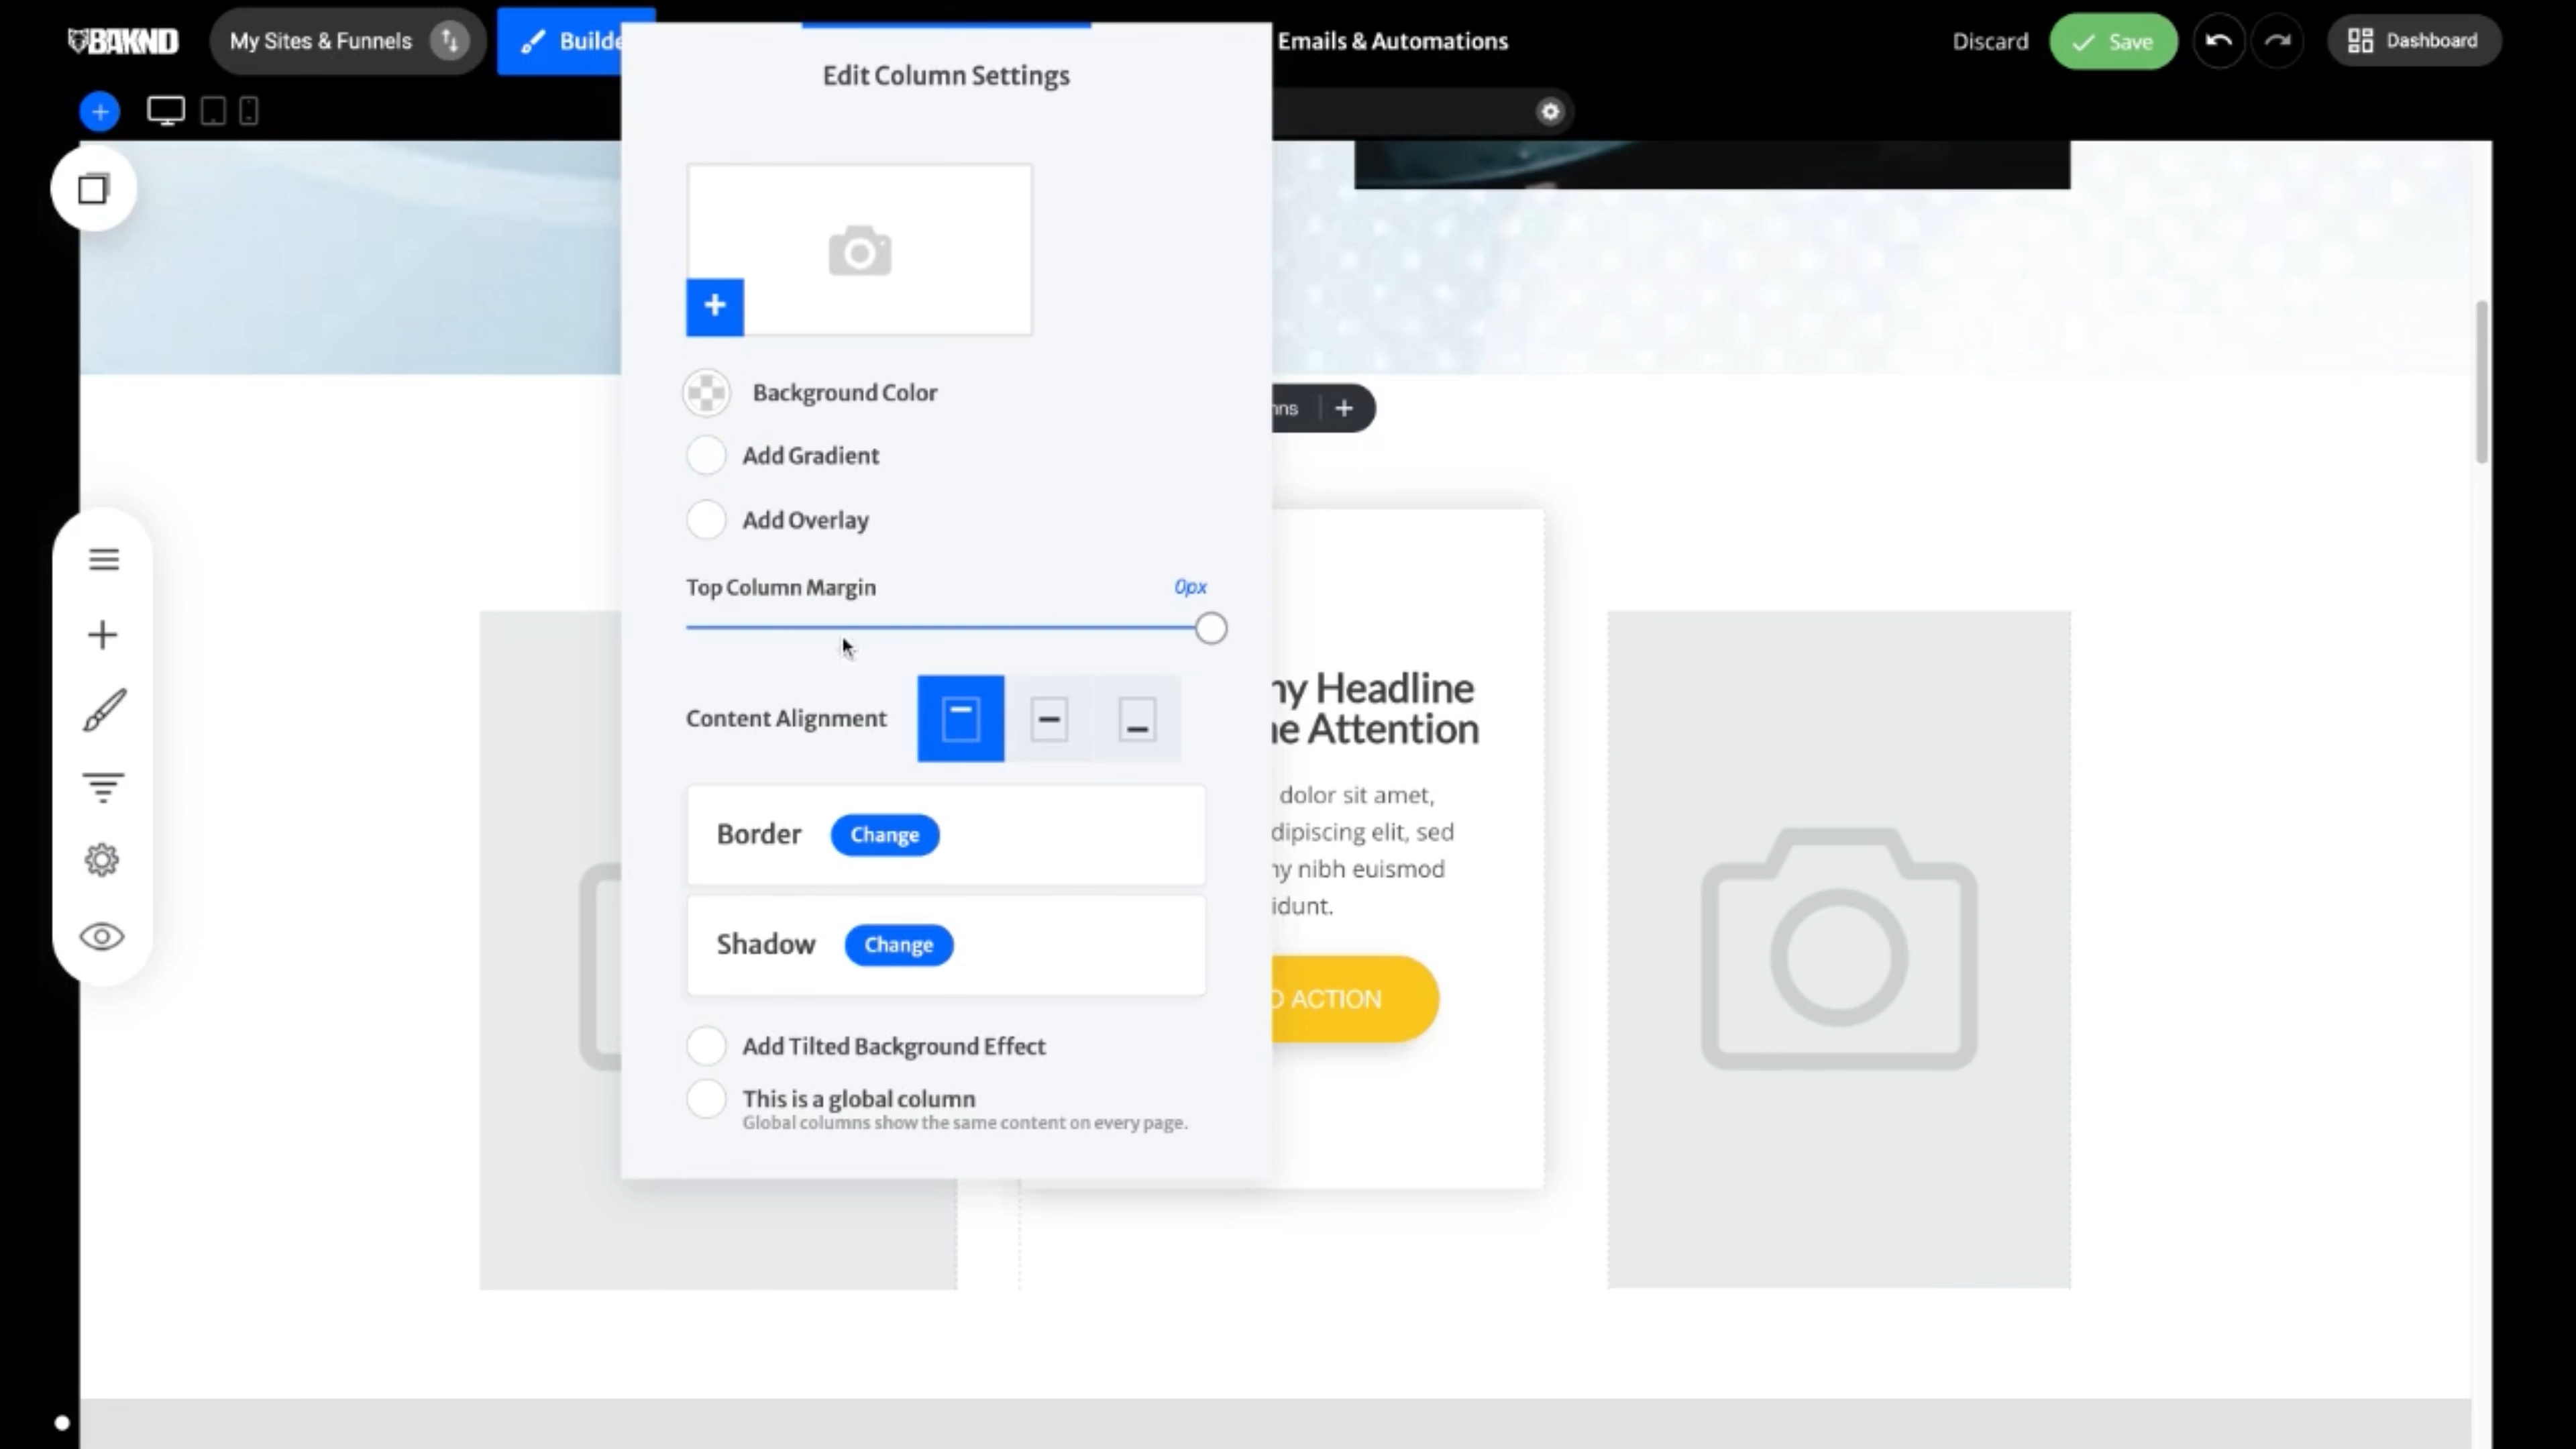 BAKND
My Sites & Funnels
Builde
Emails & Automations
Discard
Save
Dashboard
Edit Column Settings
Background Color
Add Gradient
Add Overlay
Top Column Margin
0px
Content Alignment
Border
Change
Shadow
Change
Add Tilted Background Effect
This is a global column
Global columns show the same content on every page.
nns
ny Headline
ne Attention
dolor sit amet,
dipiscing elit, sed
ny nibh euismod
idunt.
O ACTION